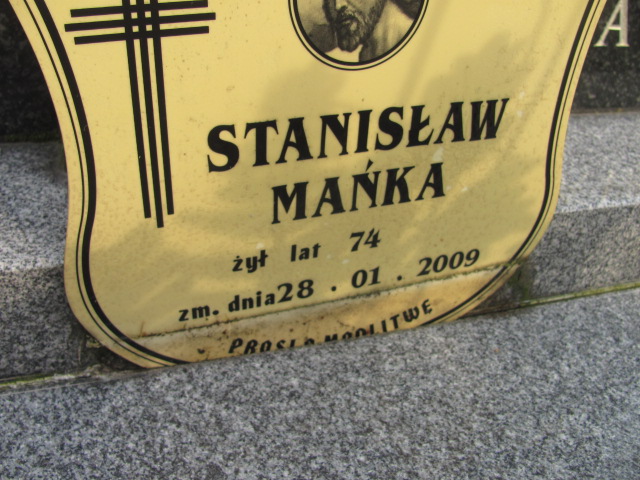 A
STANISŁAW
MAŃKA
żył lat 74
zm. dnia 28 . 01 . 2009
PROSI O MODLITWĘ